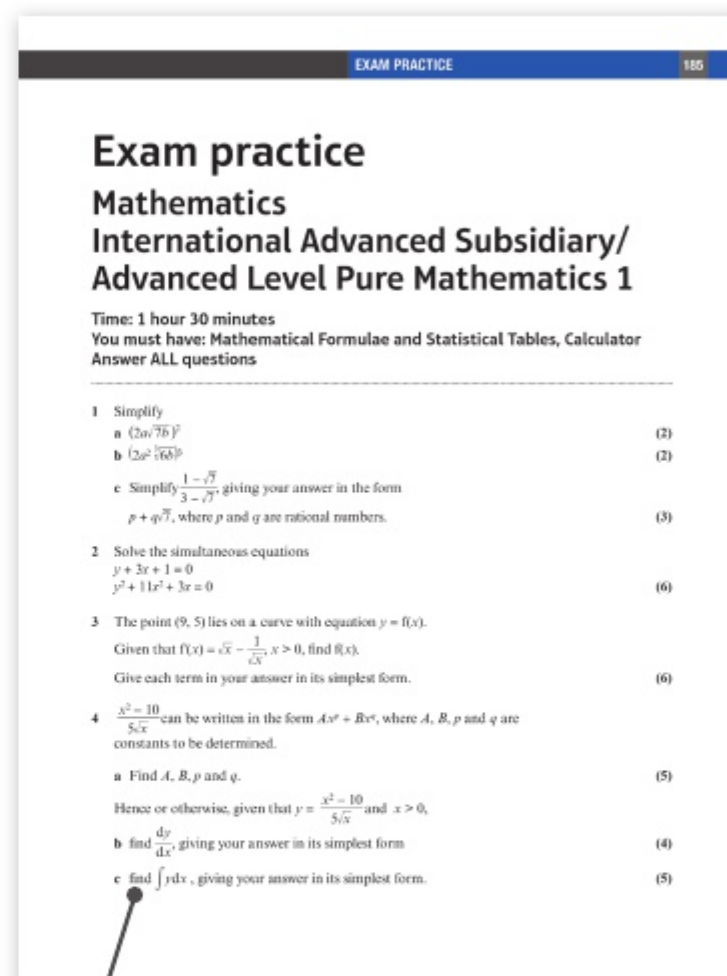 EXAM PRACTICE 185
Exam practice
Mathematics
International Advanced Subsidiary/
Advanced Level Pure Mathematics 1
Time: 1 hour 30 minutes
You must have: Mathematical Formulae and Statistical Tables, Calculator
Answer ALL questions
1 Simplify
a (2a√7b)² (2)
b (2a² ∛6b) (2)
c Simplify (1 − √7)/(3 − √7), giving your answer in the form
p + q√7, where p and q are rational numbers. (3)
2 Solve the simultaneous equations
y + 3x + 1 = 0
y² + 11x² + 3x = 0 (6)
3 The point (9, 5) lies on a curve with equation y = f(x).
Given that f′(x) = √x − 1/√x, x > 0, find f(x).
Give each term in your answer in its simplest form. (6)
4 (x² − 10)/(5√x) can be written in the form Axᵖ + Bx^q, where A, B, p and q are
constants to be determined.
a Find A, B, p and q. (5)
Hence or otherwise, given that y = (x² − 10)/(5√x) and x > 0,
b find dy/dx, giving your answer in its simplest form (4)
c find ∫ydx, giving your answer in its simplest form. (5)